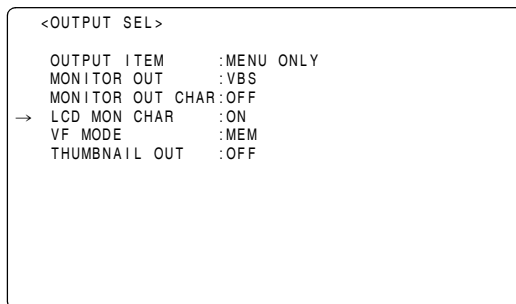 <OUTPUT SEL>
OUTPUT ITEM :MENU ONLY
MONITOR OUT :VBS
MONITOR OUT CHAR:OFF
→ LCD MON CHAR :ON
VF MODE :MEM
THUMBNAIL OUT :OFF